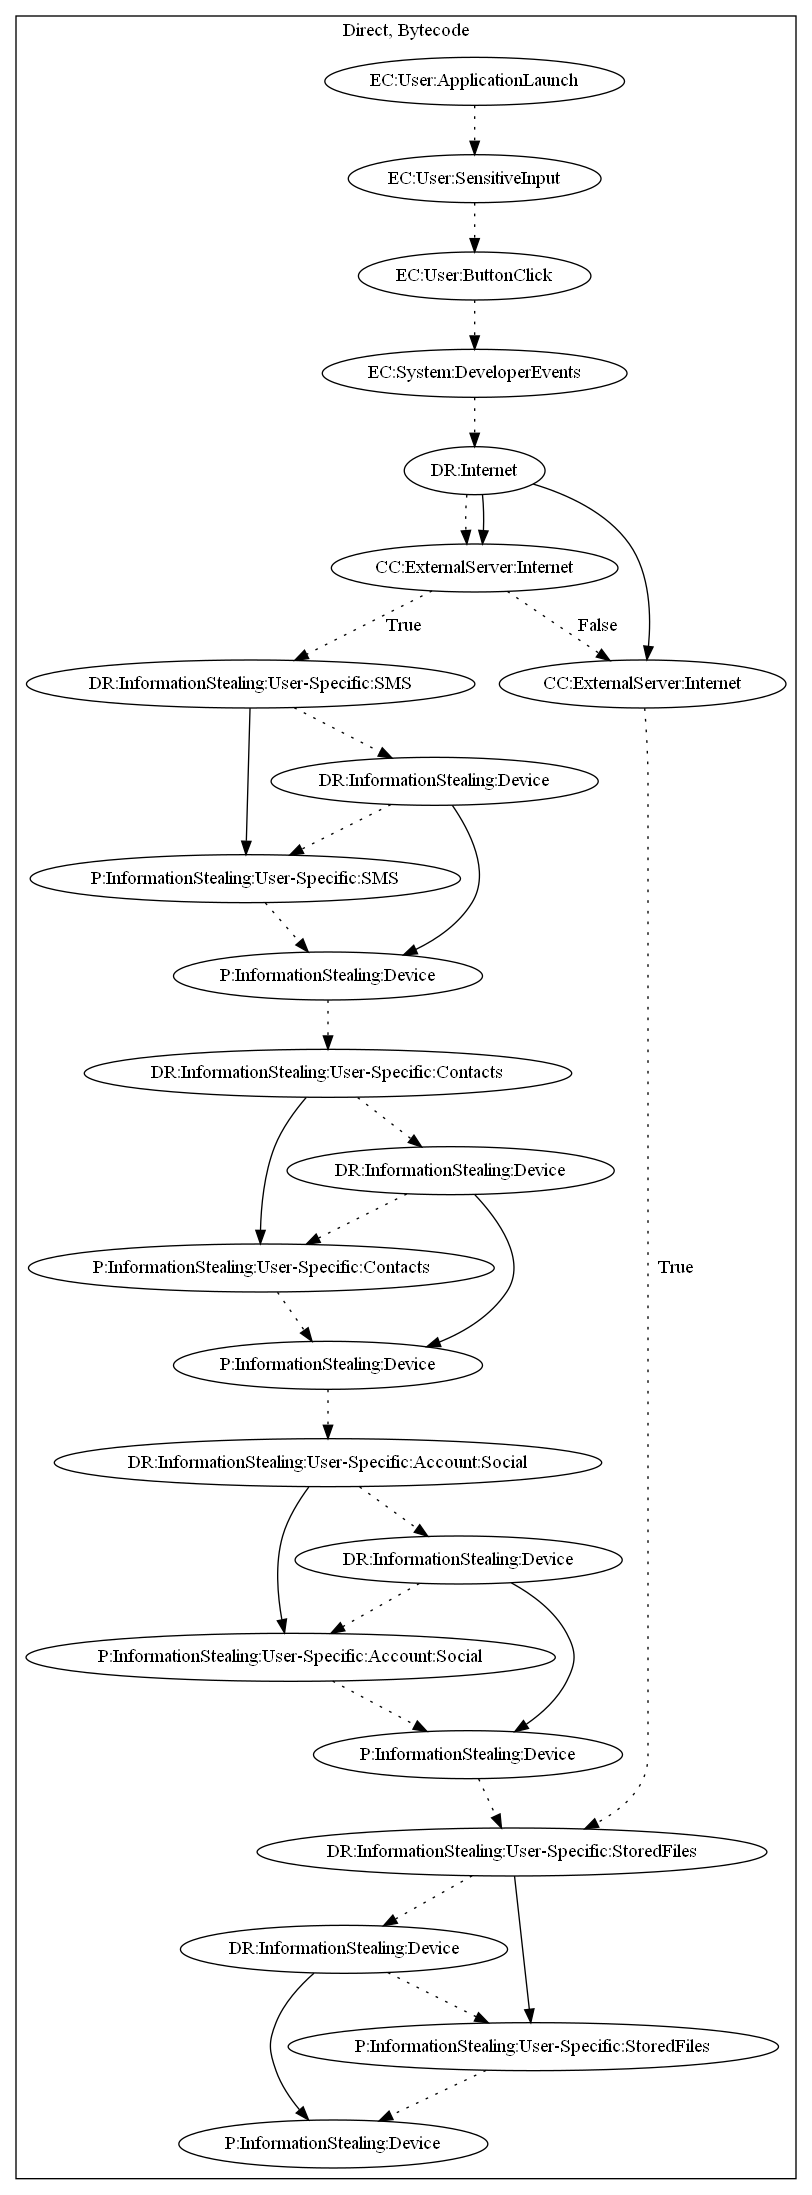 Direct, Bytecode
EC:User:ApplicationLaunch
EC:User:SensitiveInput
EC:User:ButtonClick
EC:System:DeveloperEvents
DR:Internet
CC:ExternalServer:Internet
True
False
DR:InformationStealing:User-Specific:SMS
CC:ExternalServer:Internet
DR:InformationStealing:Device
P:InformationStealing:User-Specific:SMS
P:InformationStealing:Device
DR:InformationStealing:User-Specific:Contacts
DR:InformationStealing:Device
P:InformationStealing:User-Specific:Contacts
True
P:InformationStealing:Device
DR:InformationStealing:User-Specific:Account:Social
DR:InformationStealing:Device
P:InformationStealing:User-Specific:Account:Social
P:InformationStealing:Device
DR:InformationStealing:User-Specific:StoredFiles
DR:InformationStealing:Device
P:InformationStealing:User-Specific:StoredFiles
P:InformationStealing:Device